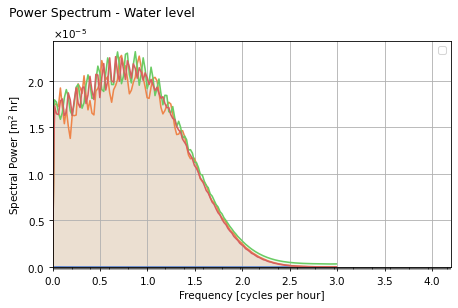 Power Spectrum - Water level
×10⁻⁵
2.0
1.5
1.0
0.5
0.0
0.0 0.5 1.0 1.5 2.0 2.5 3.0 3.5 4.0
Spectral Power [m² hr]
Frequency [cycles per hour]